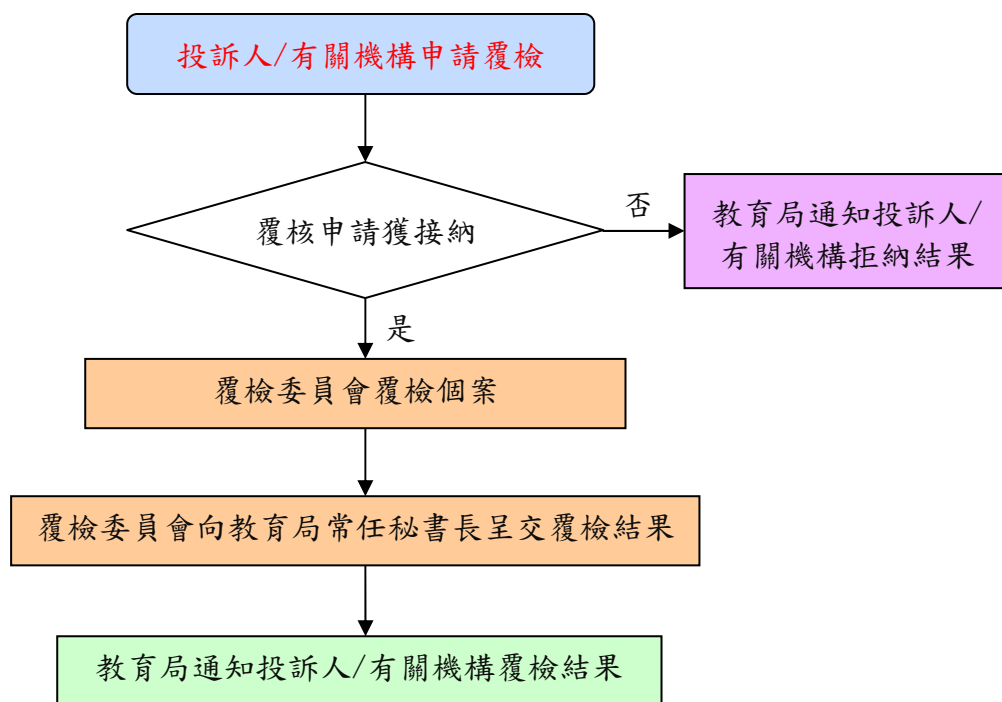 投訴人/有關機構申請覆檢
覆核申請獲接納
否
教育局通知投訴人/
有關機構拒納結果
是
覆檢委員會覆檢個案
覆檢委員會向教育局常任秘書長呈交覆檢結果
教育局通知投訴人/有關機構覆檢結果